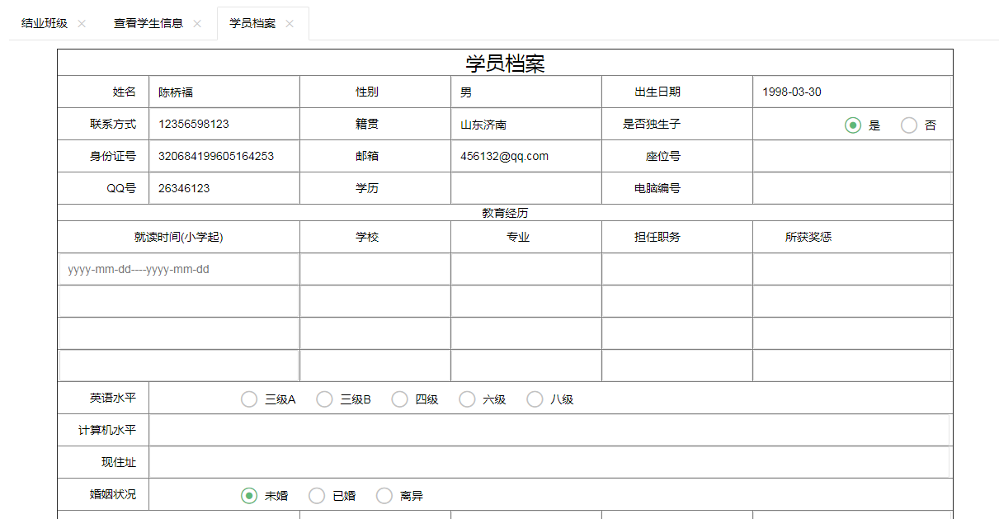 结业班级 查看学生信息 学员档案
学员档案
姓名 陈桥福 性别 男 出生日期 1998-03-30
联系方式 12356598123 籍贯 山东济南 是否独生子 是 否
身份证号 320684199605164253 邮箱 456132@qq.com 座位号
QQ号 26346123 学历 电脑编号
教育经历
就读时间(小学起) 学校 专业 担任职务 所获奖惩
yyyy-mm-dd----yyyy-mm-dd
英语水平 三级A 三级B 四级 六级 八级
计算机水平
现住址
婚姻状况 未婚 已婚 离异